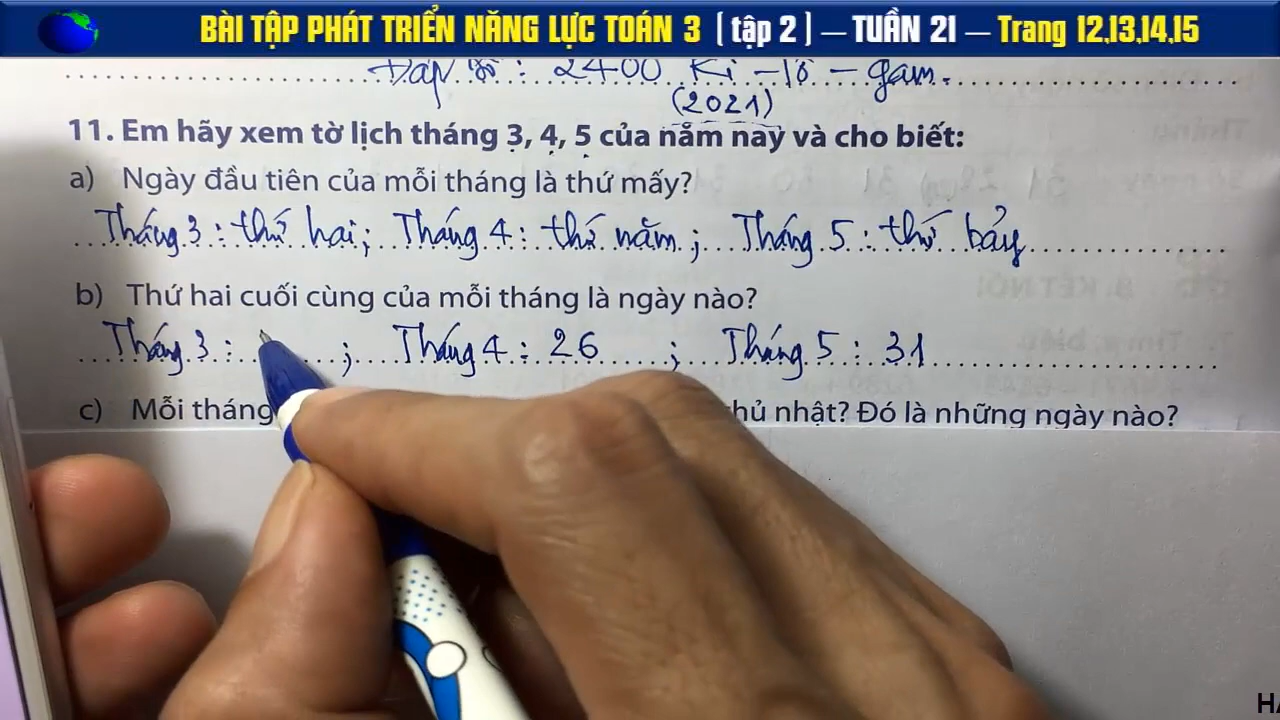 BÀI TẬP PHÁT TRIỂN NĂNG LỰC TOÁN 3 ( tập 2 ) — TUẦN 21 — Trang 12,13,14,15
Đáp số : 2400 ki - lô - gam.
(2021)
11. Em hãy xem tờ lịch tháng 3, 4, 5 của năm nay và cho biết:
a) Ngày đầu tiên của mỗi tháng là thứ mấy?
Tháng 3 : thứ hai ; Tháng 4 : thứ năm ; Tháng 5 : thứ bảy
b) Thứ hai cuối cùng của mỗi tháng là ngày nào?
Tháng 3 : ; Tháng 4 : 26 ; Tháng 5 : 31
c) Mỗi tháng nhật? Đó là những ngày nào?